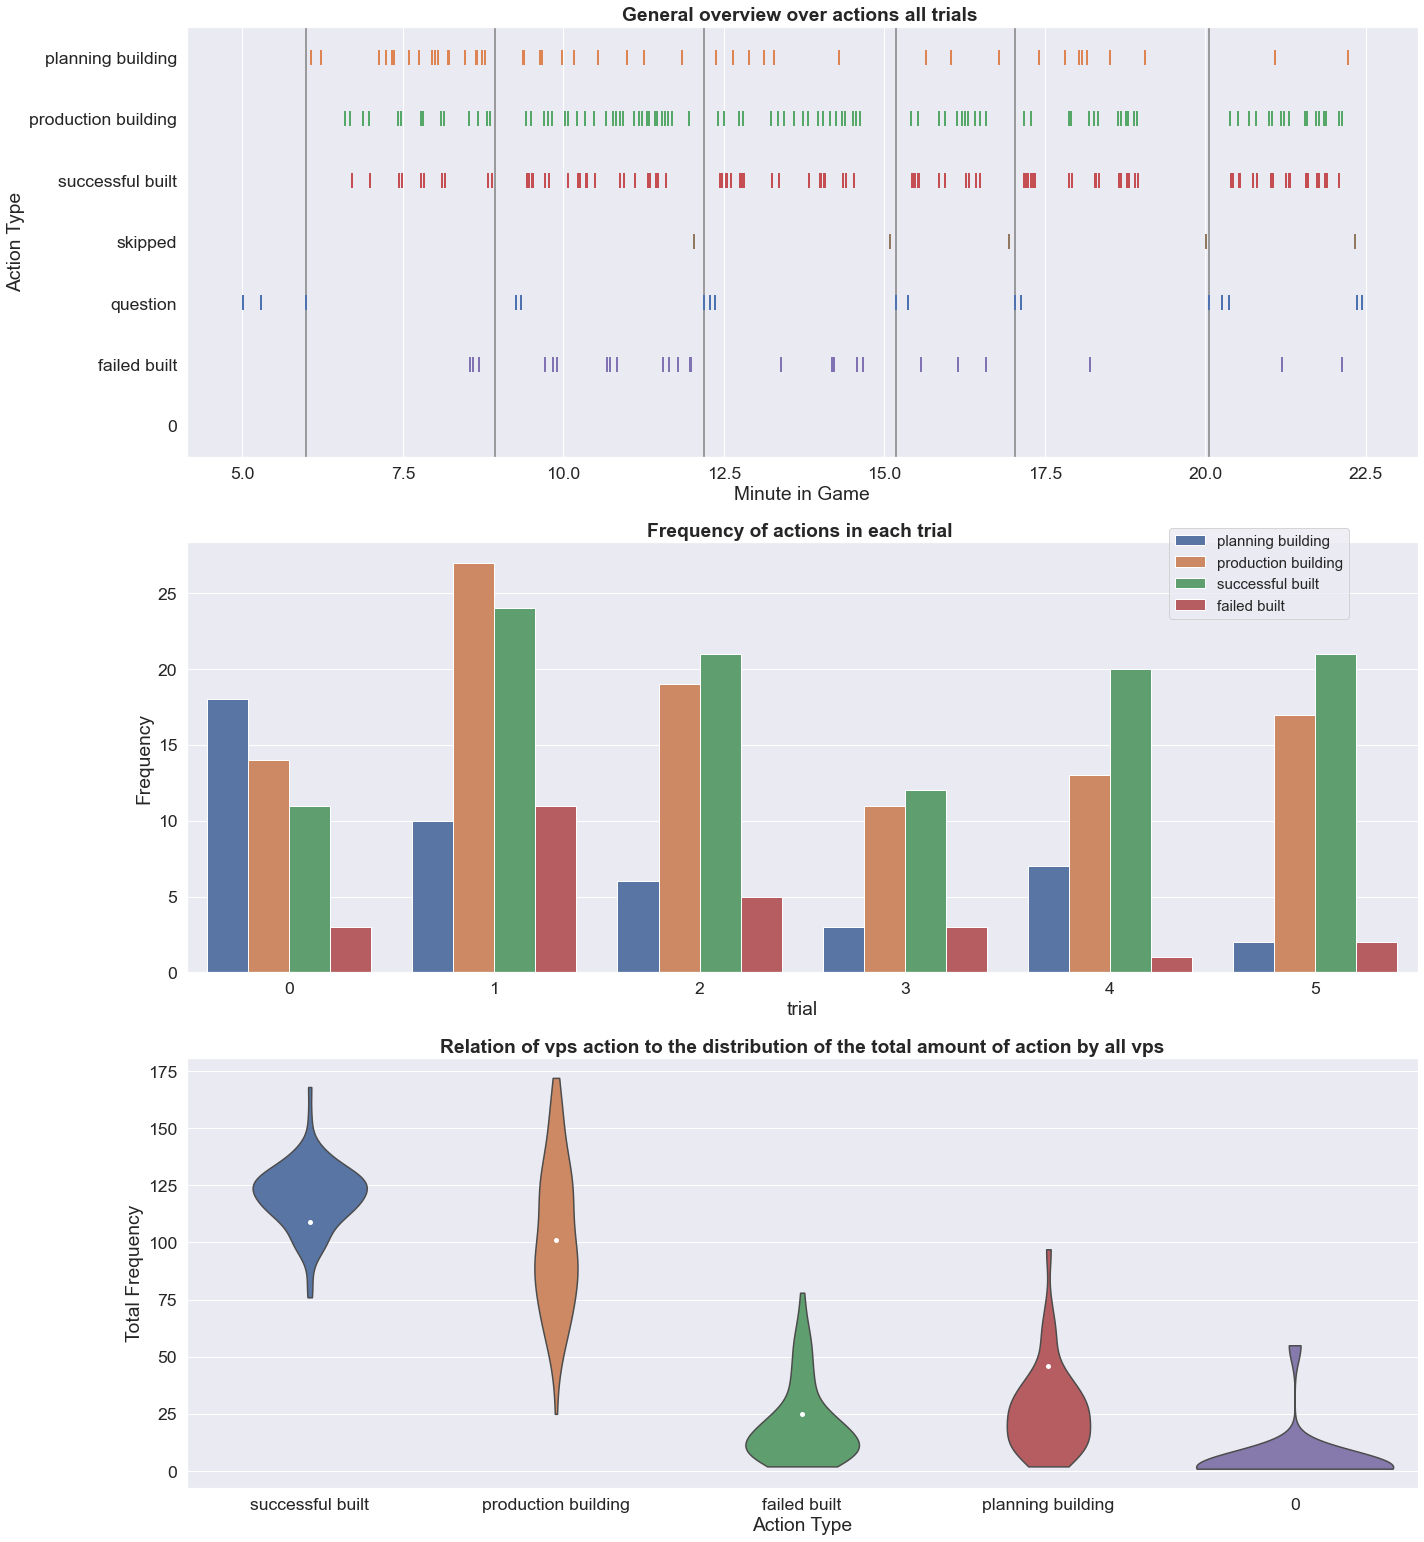 General overview over actions all trials
planning building
production building
successful built
skipped
question
failed built
0
Action Type
5.0 7.5 10.0 12.5 15.0 17.5 20.0 22.5
Minute in Game
Frequency of actions in each trial
planning building
production building
successful built
failed built
25
20
15
10
5
0
Frequency
0 1 2 3 4 5
trial
Relation of vps action to the distribution of the total amount of action by all vps
175
150
125
100
75
50
25
0
Total Frequency
successful built production building failed built planning building 0
Action Type